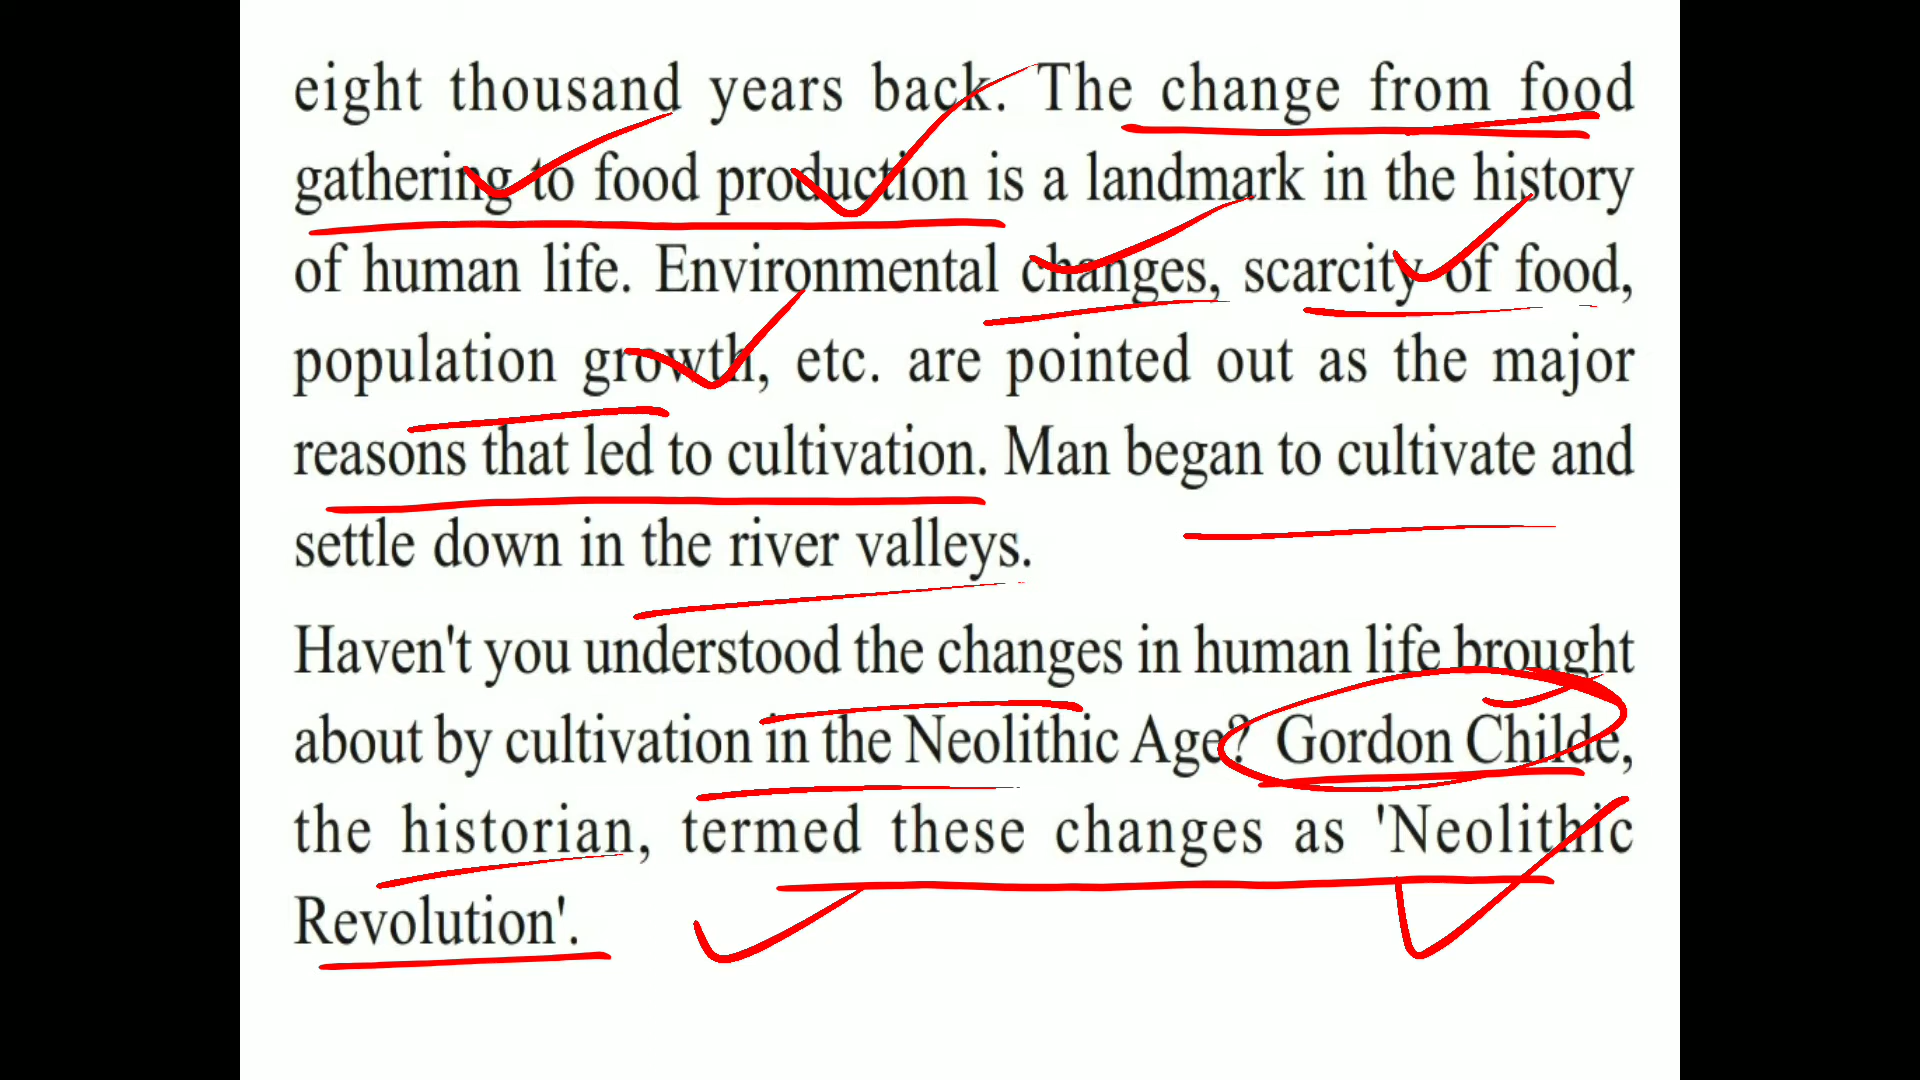 eight thousand years back. The change from food
gathering to food production is a landmark in the history
of human life. Environmental changes, scarcity of food,
population growth, etc. are pointed out as the major
reasons that led to cultivation. Man began to cultivate and
settle down in the river valleys.
Haven't you understood the changes in human life brought
about by cultivation in the Neolithic Age? Gordon Childe,
the historian, termed these changes as 'Neolithic
Revolution'.